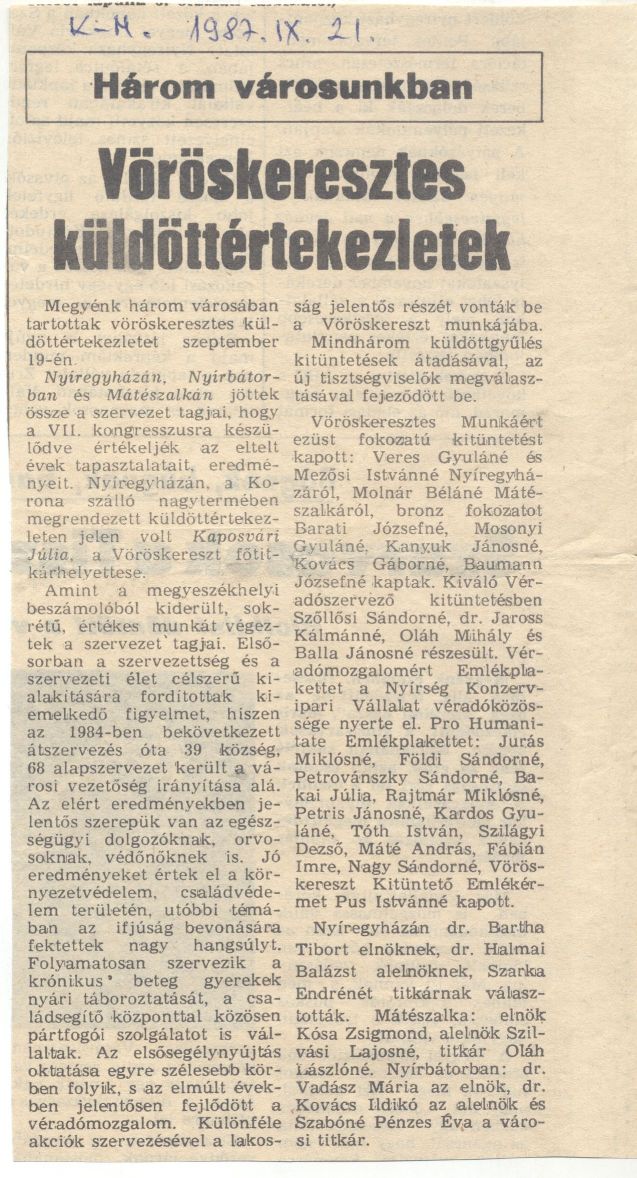 K-M. 1987. IX. 21.
Három városunkban
Vöröskeresztes
küldöttértekezletek
Megyénk három városában
tartottak vöröskeresztes kül-
döttértekezletet szeptember
19-én.
Nyíregyházán, Nyírbátor-
ban és Mátészalkán jöttek
össze a szervezet tagjai, hogy
a VII. kongresszusra készü-
lődve értékeljék az eltelt
évek tapasztalatait, eredmé-
nyeit. Nyíregyházán, a Ko-
rona szálló nagytermében
megrendezett küldöttértekez-
leten jelen volt Kaposvári
Júlia, a Vöröskereszt főtit-
kárhelyettese.
Amint a megyeszékhelyi
beszámolóból kiderült, sok-
rétű, értékes munkát végez-
tek a szervezet tagjai. Első-
sorban a szervezettség és a
szervezeti élet célszerű ki-
alakítására fordítottak ki-
emelkedő figyelmet, hiszen
az 1984-ben bekövetkezett
átszervezés óta 39 község,
68 alapszervezet került a vá-
rosi vezetőség irányítása alá.
Az elért eredményekben je-
lentős szerepük van az egész-
ségügyi dolgozóknak, orvo-
soknak, védőnőknek is. Jó
eredményeket értek el a kör-
nyezetvédelem, családvéde-
lem területén, utóbbi témá-
ban az ifjúság bevonására
fektettek nagy hangsúlyt.
Folyamatosan szervezik a
krónikus beteg gyerekek
nyári táboroztatását, a csa-
ládsegítő központtal közösen
pártfogói szolgálatot is vál-
laltak. Az elsősegélynyújtás
oktatása egyre szélesebb kör-
ben folyik, s az elmúlt évek-
ben jelentősen fejlődött a
véradómozgalom. Különféle
akciók szervezésével a lakos-
ság jelentős részét vonták be
a Vöröskereszt munkájába.
Mindhárom küldöttgyűlés
kitüntetések átadásával, az
új tisztségviselők megválasz-
tásával fejeződött be.
Vöröskeresztes Munkáért
ezüst fokozatú kitüntetést
kapott: Veres Gyuláné és
Mezősi Istvánné Nyíregyhá-
záról, Molnár Béláné Máté-
szalkáról, bronz fokozatot
Barati Józsefné, Mosonyi
Gyuláné, Kanyuk Jánosné,
Kovács Gáborné, Baumann
Józsefné kaptak. Kiváló Vér-
adószervező kitüntetésben
Szőllősi Sándorné, dr. Jaross
Kálmánné, Oláh Mihály és
Balla Jánosné részesült. Vér-
adómozgalomért Emlékpla-
kettet a Nyírség Konzerv-
ipari Vállalat véradóközös-
sége nyerte el. Pro Humani-
tate Emlékplakettet: Jurás
Miklósné, Földi Sándorné,
Petrovánszky Sándorné, Ba-
kai Júlia, Rajtmár Miklósné,
Petris Jánosné, Kardos Gyu-
láné, Tóth István, Szilágyi
Dezső, Máté András, Fábián
Imre, Nagy Sándorné, Vörös-
kereszt Kitüntető Emlékér-
met Pus Istvánné kapott.
Nyíregyházán dr. Bartha
Tibort elnöknek, dr. Halmai
Balázst alelnöknek, Szarka
Endrénét titkárnak válasz-
tották. Mátészalka: elnök
Kósa Zsigmond, alelnök Szil-
vási Lajosné, titkár Oláh
Lászlóné. Nyírbátorban: dr.
Vadász Mária az elnök, dr.
Kovács Ildikó az alelnök és
Szabóné Pénzes Éva a váro-
si titkár.